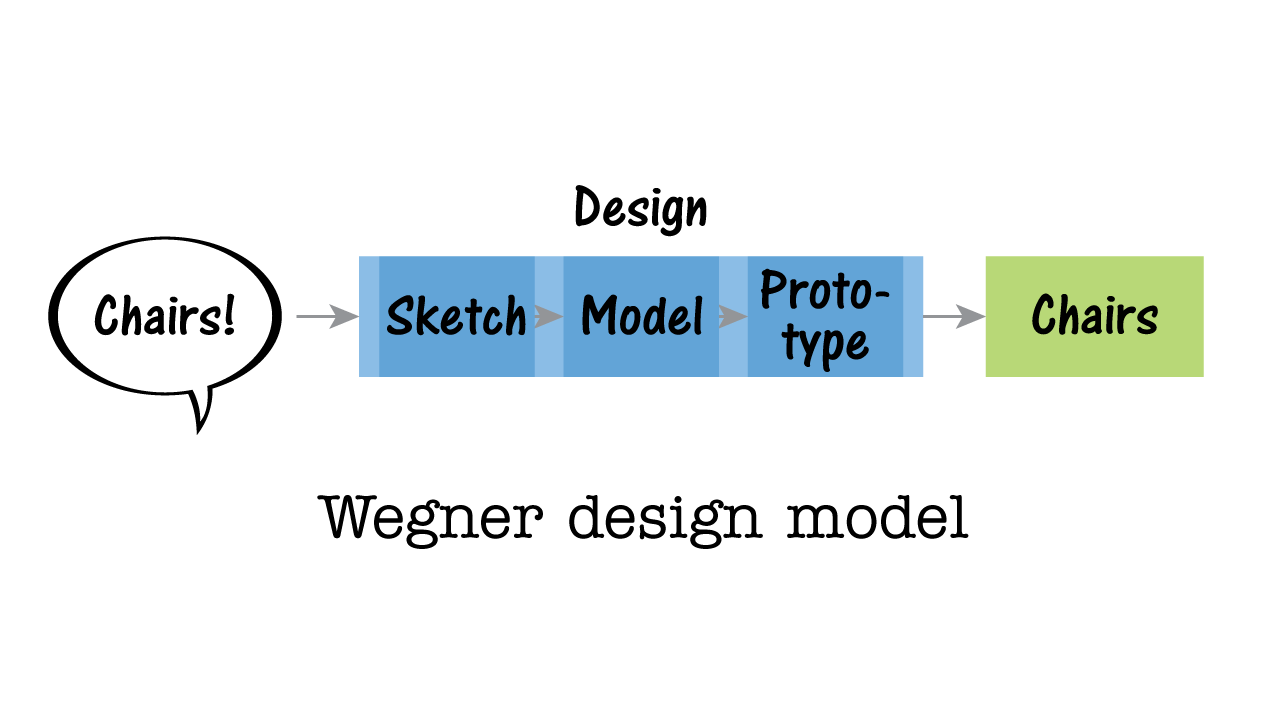 Design
Chairs!
Sketch
Model
Proto-
type
Chairs
Wegner design model